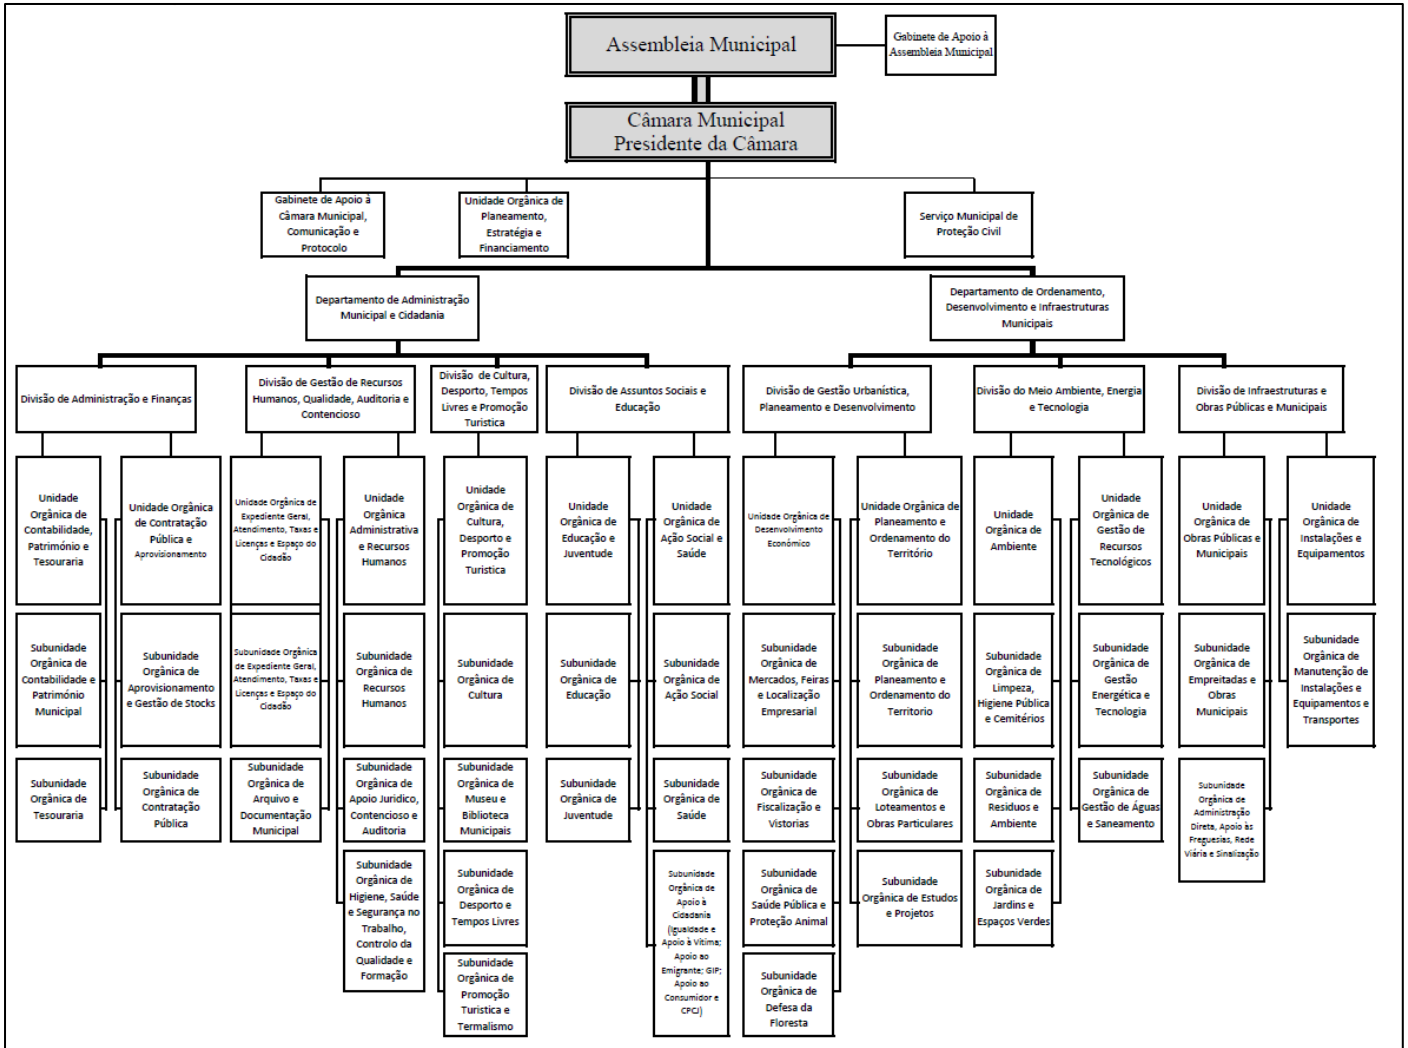 Assembleia Municipal
Gabinete de Apoio à
Assembleia Municipal
Câmara Municipal
Presidente da Câmara
Gabinete de Apoio à
Câmara Municipal,
Comunicação e
Protocolo
Unidade Orgânica de
Planeamento,
Estratégia e
Financiamento
Serviço Municipal de
Proteção Civil
Departamento de Administração
Municipal e Cidadania
Departamento de Ordenamento,
Desenvolvimento e Infraestruturas
Municipais
Divisão de Administração e Finanças
Divisão de Gestão de Recursos
Humanos, Qualidade, Auditoria e
Contencioso
Divisão de Cultura,
Desporto, Tempos
Livres e Promoção
Turistica
Divisão de Assuntos Sociais e
Educação
Divisão de Gestão Urbanística,
Planeamento e Desenvolvimento
Divisão do Meio Ambiente, Energia
e Tecnologia
Divisão de Infraestruturas e
Obras Públicas e Municipais
Unidade
Orgânica de
Contabilidade,
Património e
Tesouraria
Unidade Orgânica
de Contratação
Pública e
Aprovisionamento
Unidade Orgânica de
Expediente Geral,
Atendimento, Taxas e
Licenças e Espaço do
Cidadão
Unidade
Orgânica
Administrativa
e Recursos
Humanos
Unidade
Orgânica de
Cultura,
Desporto e
Promoção
Turistica
Unidade
Orgânica de
Educação e
Juventude
Unidade
Orgânica de
Ação Social e
Saúde
Unidade Orgânica de
Desenvolvimento
Económico
Unidade Orgânica de
Planeamento e
Ordenamento do
Território
Unidade
Orgânica de
Ambiente
Unidade
Orgânica de
Gestão de
Recursos
Tecnológicos
Unidade
Orgânica de
Obras Públicas e
Municipais
Unidade
Orgânica de
Instalações e
Equipamentos
Subunidade
Orgânica de
Contabilidade e
Património
Municipal
Subunidade
Orgânica de
Aprovisionamento
e Gestão de Stocks
Subunidade Orgânica
de Expediente Geral,
Atendimento, Taxas e
Licenças e Espaço do
Cidadão
Subunidade
Orgânica de
Recursos
Humanos
Subunidade
Orgânica de
Cultura
Subunidade
Orgânica de
Educação
Subunidade
Orgânica de
Ação Social
Subunidade
Orgânica de
Mercados, Feiras
e Localização
Empresarial
Subunidade
Orgânica de
Planeamento e
Ordenamento do
Territorio
Subunidade
Orgânica de
Limpeza,
Higiene Pública
e Cemitérios
Subunidade
Orgânica de
Gestão
Energética e
Tecnologia
Subunidade
Orgânica de
Empreitadas e
Obras
Municipais
Subunidade
Orgânica de
Manutenção de
Instalações e
Equipamentos e
Transportes
Subunidade
Orgânica de
Tesouraria
Subunidade
Orgânica de
Contratação
Pública
Subunidade
Orgânica de
Arquivo e
Documentação
Municipal
Subunidade
Orgânica de
Apoio Juridico,
Contencioso e
Auditoria
Subunidade
Orgânica de
Museu e
Biblioteca
Municipais
Subunidade
Orgânica de
Juventude
Subunidade
Orgânica de
Saúde
Subunidade
Orgânica de
Fiscalização e
Vistorias
Subunidade
Orgânica de
Loteamentos e
Obras Particulares
Subunidade
Orgânica de
Residuos e
Ambiente
Subunidade
Orgânica de
Gestão de Águas
e Saneamento
Subunidade
Orgânica de
Administração
Direta, Apoio às
Freguesias, Rede
Viária e Sinalização
Subunidade
Orgânica de
Higiene, Saúde
e Segurança no
Trabalho,
Controlo da
Qualidade e
Formação
Subunidade
Orgânica de
Desporto e
Tempos Livres
Subunidade
Orgânica de
Apoio à
Cidadania
(Igualdade e
Apoio à Vítima;
Apoio ao
Emigrante; GIP;
Apoio ao
Consumidor e
CPCJ)
Subunidade
Orgânica de
Saúde Pública e
Proteção Animal
Subunidade
Orgânica de Estudos
e Projetos
Subunidade
Orgânica de
Jardins e
Espaços Verdes
Subunidade
Orgânica de
Promoção
Turistica e
Termalismo
Subunidade
Orgânica de
Defesa da
Floresta